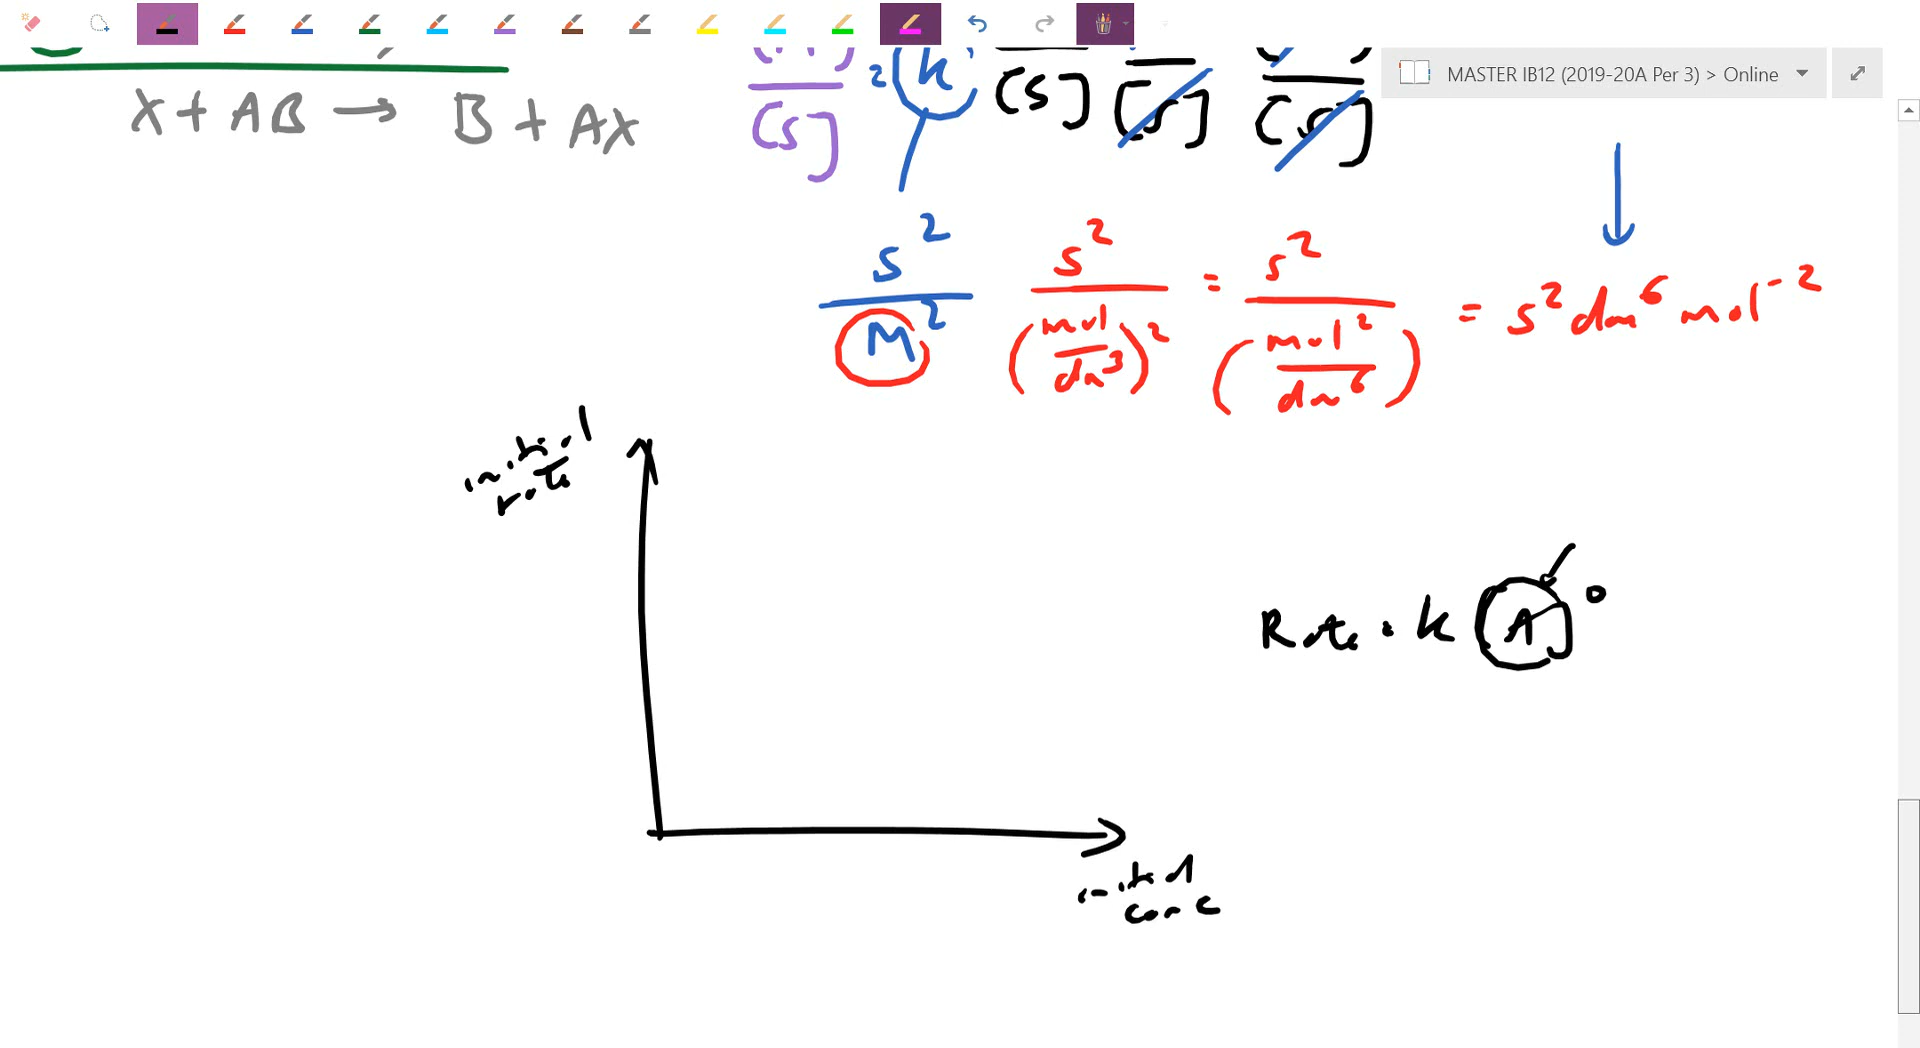 MASTER IB12 (2019-20A Per 3) > Online
[S] 2 k [S] [S] [S]
X + AB → B + AX
s² / M² s² / (mol/dm³)² = s² / (mol²/dm⁶) = s² dm⁶ mol⁻²
initial
rate
Rate = k [A]⁰
initial
conc